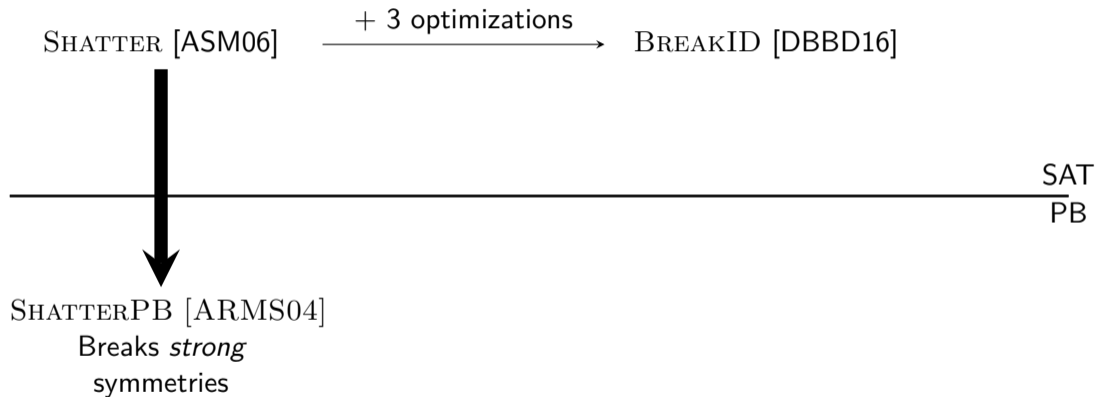 + 3 optimizations
SHATTER [ASM06]
BREAKID [DBBD16]
SAT
PB
SHATTERPB [ARMS04]
Breaks strong
symmetries